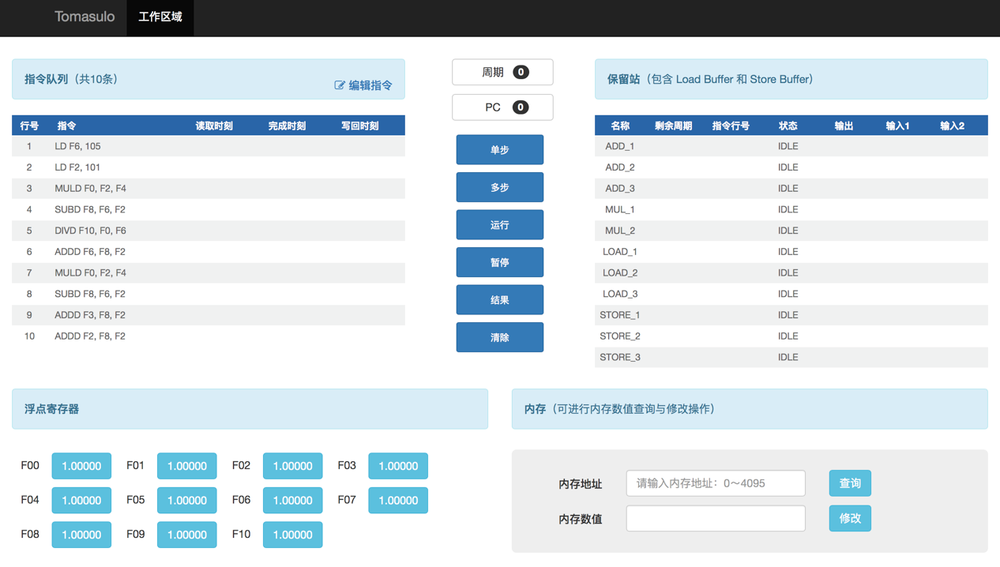 Tomasulo 工作区域
指令队列（共10条）
编辑指令
行号 指令 读取时刻 完成时刻 写回时刻
1 LD F6, 105
2 LD F2, 101
3 MULD F0, F2, F4
4 SUBD F8, F6, F2
5 DIVD F10, F0, F6
6 ADDD F6, F8, F2
7 MULD F0, F2, F4
8 SUBD F8, F6, F2
9 ADDD F3, F8, F2
10 ADDD F2, F8, F2
周期 0
PC 0
单步
多步
运行
暂停
结果
清除
保留站（包含 Load Buffer 和 Store Buffer）
名称 剩余周期 指令行号 状态 输出 输入1 输入2
ADD_1 IDLE
ADD_2 IDLE
ADD_3 IDLE
MUL_1 IDLE
MUL_2 IDLE
LOAD_1 IDLE
LOAD_2 IDLE
LOAD_3 IDLE
STORE_1 IDLE
STORE_2 IDLE
STORE_3 IDLE
浮点寄存器
F00 1.00000 F01 1.00000 F02 1.00000 F03 1.00000
F04 1.00000 F05 1.00000 F06 1.00000 F07 1.00000
F08 1.00000 F09 1.00000 F10 1.00000
内存（可进行内存数值查询与修改操作）
内存地址 请输入内存地址：0～4095 查询
内存数值 修改